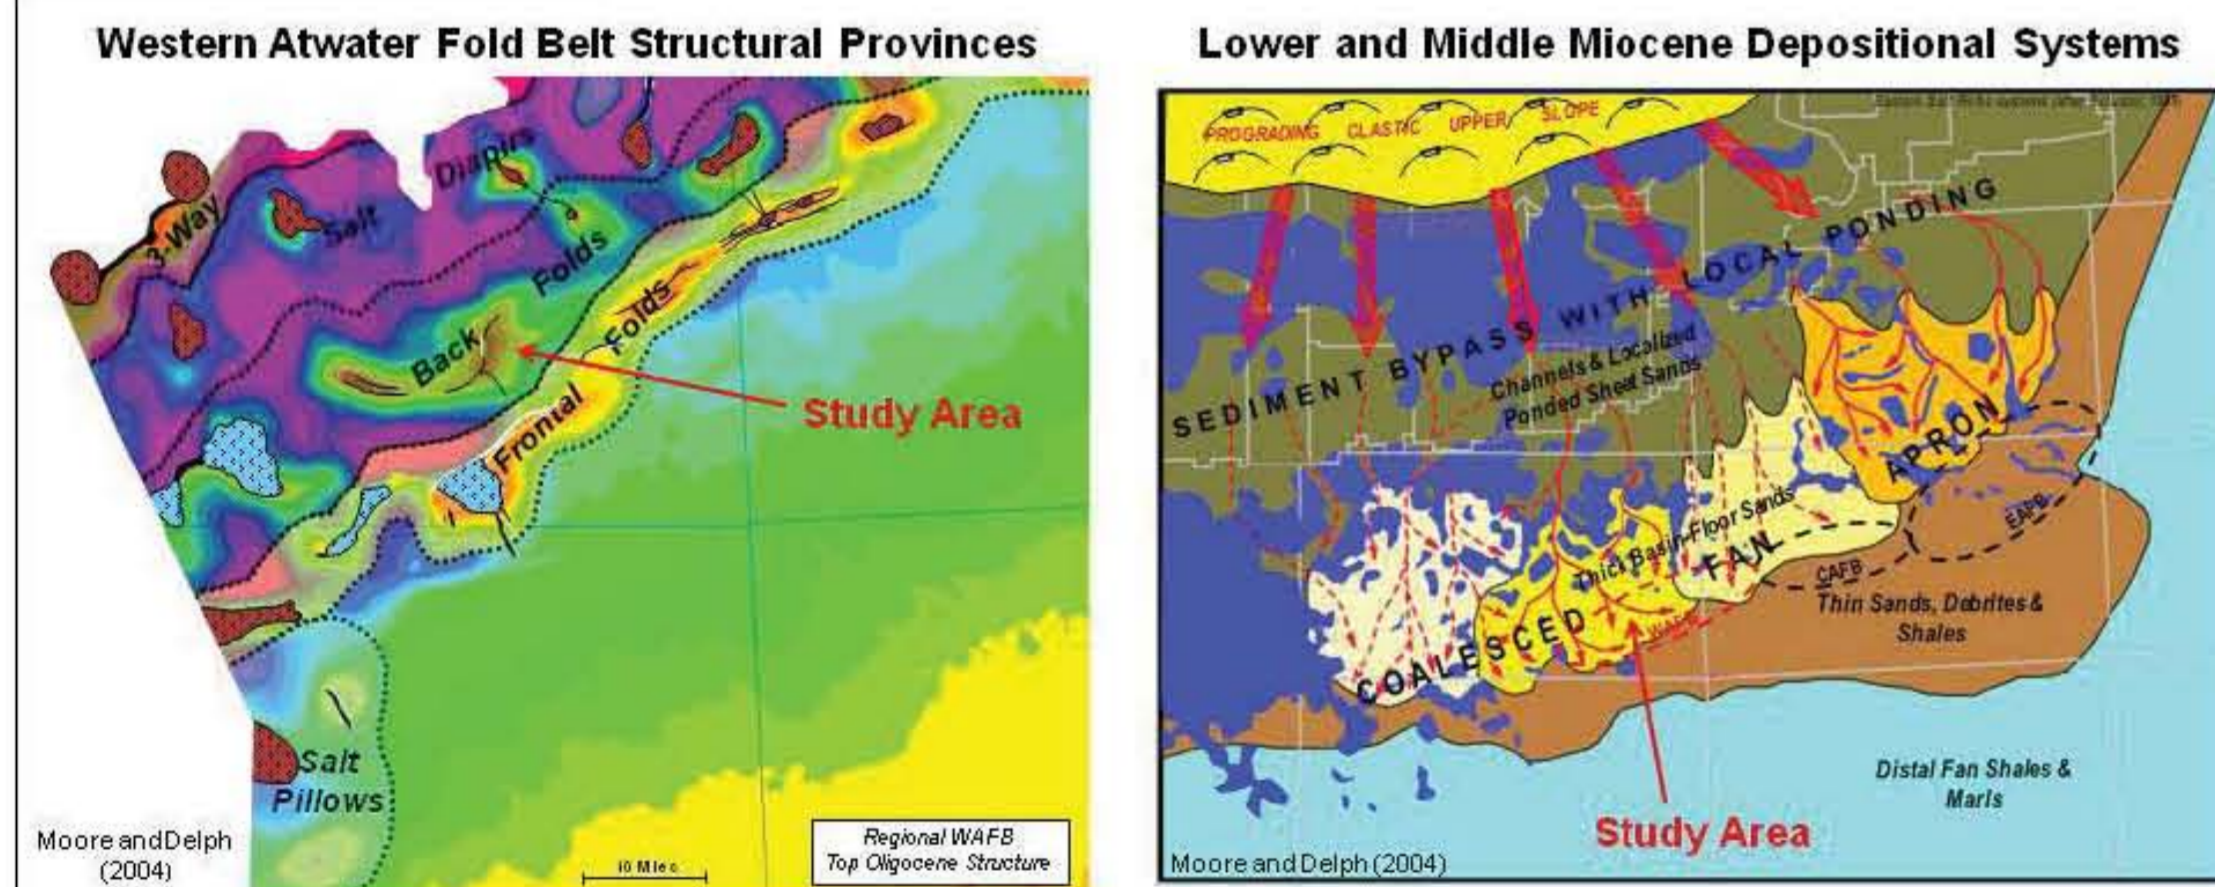 Western Atwater Fold Belt Structural Provinces
Diapirs
3-Way
Salt
Folds
Back
Folds
Frontal
Study Area
Salt
Pillows
Moore and Delph
(2004)
10 Miles
Regional WAFB
Top Oligocene Structure
Lower and Middle Miocene Depositional Systems
PROGRADING CLASTIC UPPER SLOPE
SEDIMENT BYPASS WITH LOCAL PONDING
Channels & Localized
Ponded Sheet Sands
APRON
Thick Basin-Floor Sands
FAN
EAFB
CAFB
COALESCED
WAFB
Thin Sands, Debrites &
Shales
Distal Fan Shales &
Marls
Study Area
Moore and Delph (2004)